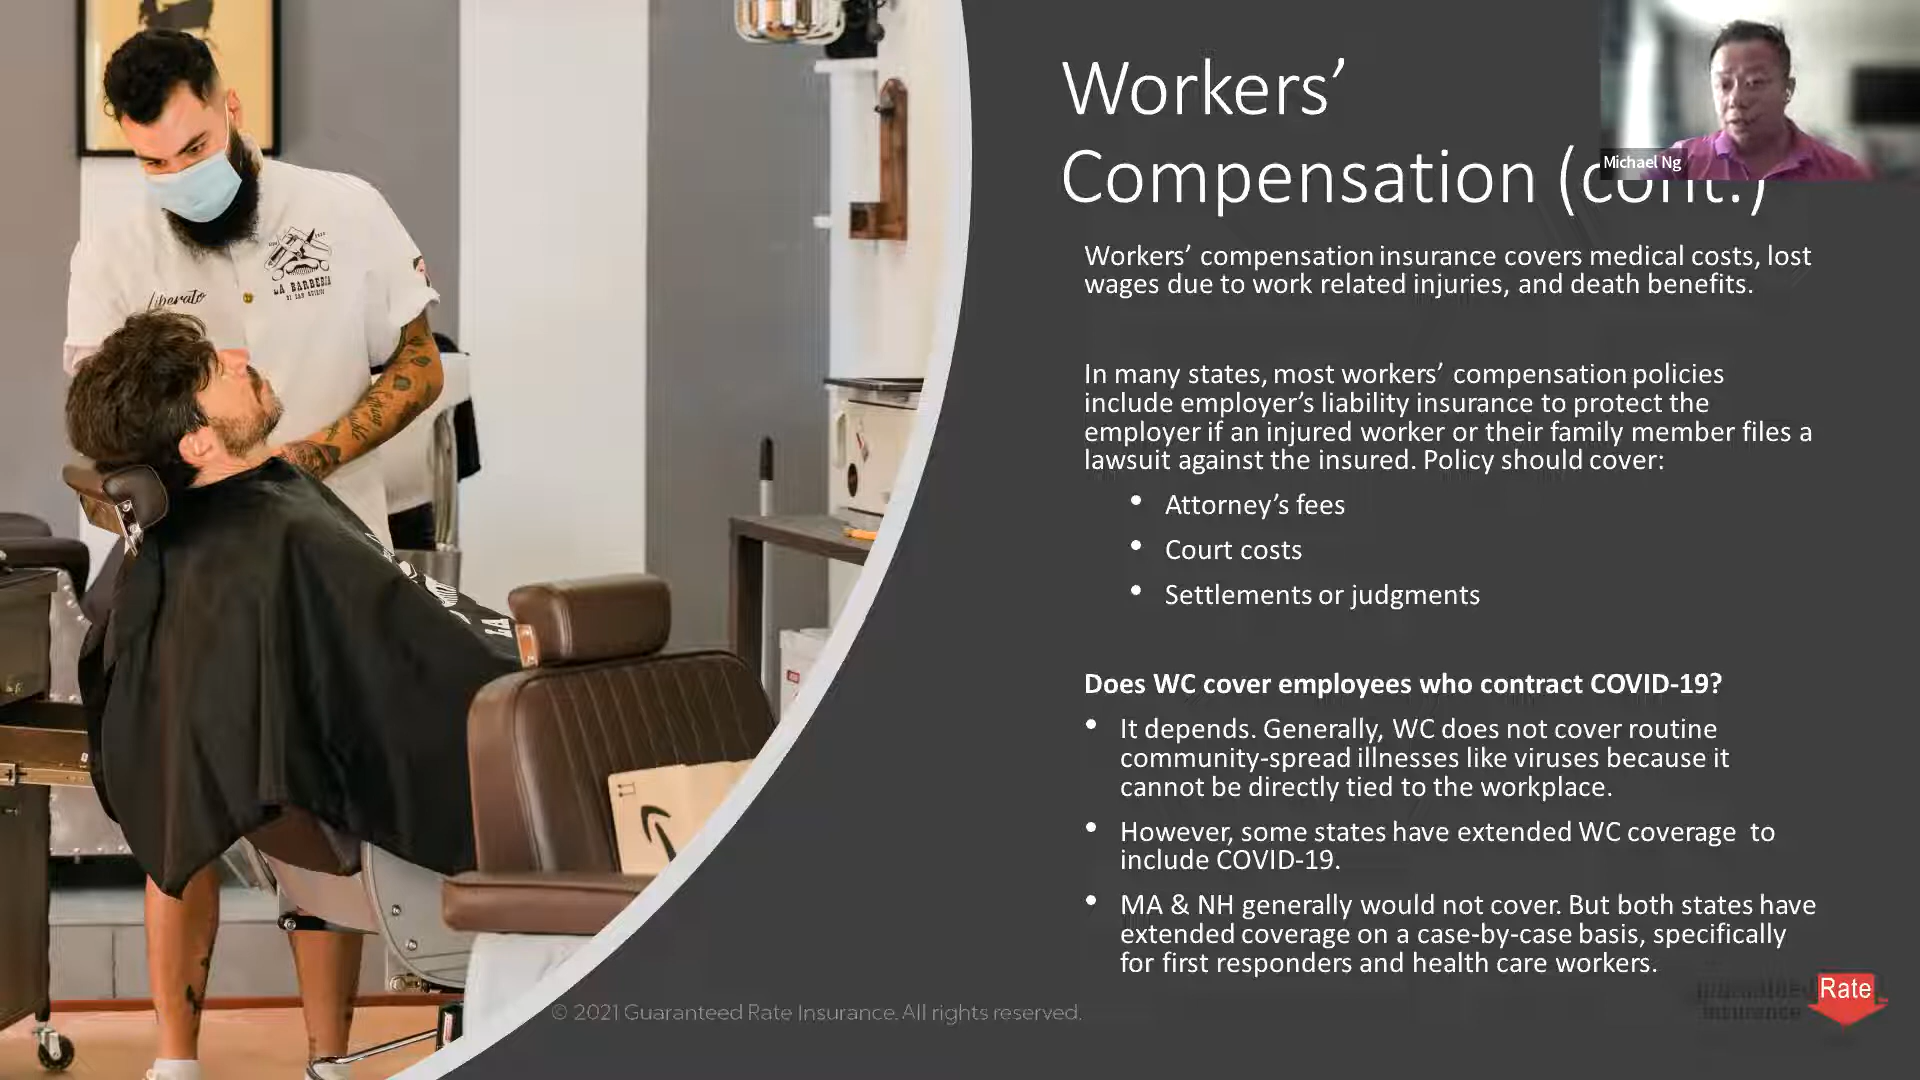 Workers’
Compensation (cont.)
Michael Ng
Workers’ compensation insurance covers medical costs, lost
wages due to work related injuries, and death benefits.
In many states, most workers’ compensation policies
include employer’s liability insurance to protect the
employer if an injured worker or their family member files a
lawsuit against the insured. Policy should cover:
• Attorney’s fees
• Court costs
• Settlements or judgments
Does WC cover employees who contract COVID-19?
• It depends. Generally, WC does not cover routine
community-spread illnesses like viruses because it
cannot be directly tied to the workplace.
• However, some states have extended WC coverage to
include COVID-19.
• MA & NH generally would not cover. But both states have
extended coverage on a case-by-case basis, specifically
for first responders and health care workers.
© 2021 Guaranteed Rate Insurance. All rights reserved.
Rate
Insurance
Liberato
LA BARBERIA
LA